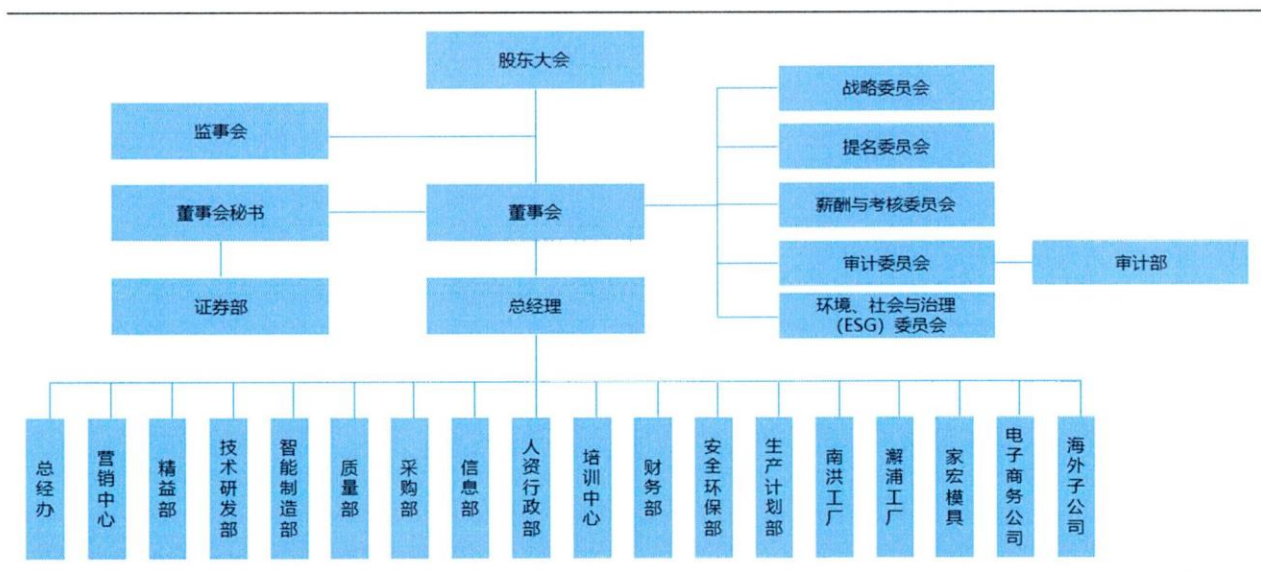 股东大会
战略委员会
监事会
提名委员会
董事会秘书
董事会
薪酬与考核委员会
审计委员会
审计部
证券部
总经理
环境、社会与治理
(ESG) 委员会
总经办
营销中心
精益部
技术研发部
智能制造部
质量部
采购部
信息部
人资行政部
培训中心
财务部
安全环保部
生产计划部
南洪工厂
澥浦工厂
家宏模具
电子商务公司
海外子公司